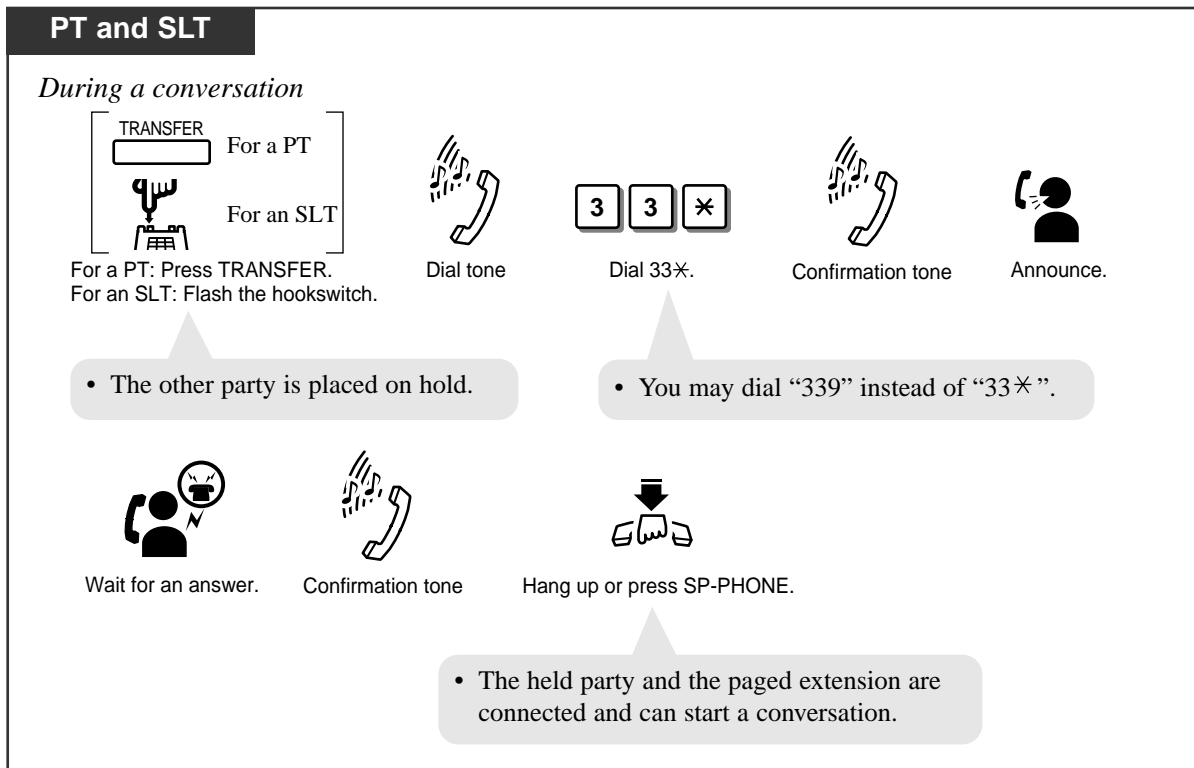 PT and SLT
During a conversation
TRANSFER
For a PT
For an SLT
For a PT: Press TRANSFER.
For an SLT: Flash the hookswitch.
Dial tone
3 3 ✳
Dial 33✳.
Confirmation tone
Announce.
• The other party is placed on hold.
• You may dial “339” instead of “33✳”.
Wait for an answer.
Confirmation tone
Hang up or press SP-PHONE.
• The held party and the paged extension are
connected and can start a conversation.